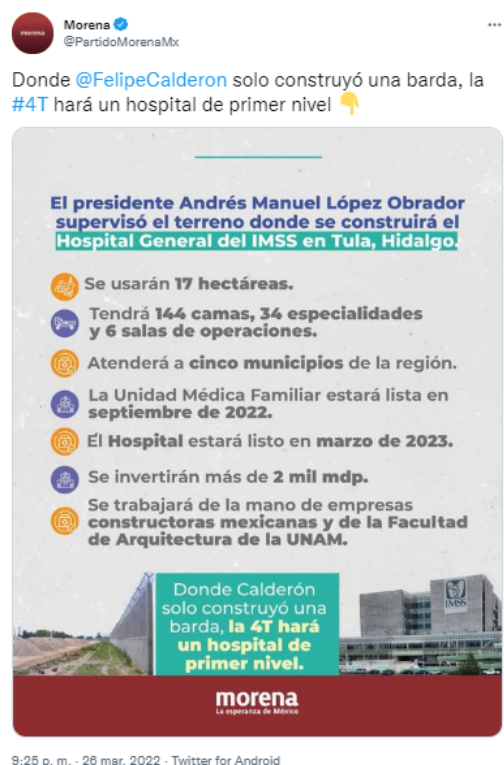 Morena
@PartidoMorenaMx
Donde @FelipeCalderon solo construyó una barda, la
#4T hará un hospital de primer nivel 👇
El presidente Andrés Manuel López Obrador
supervisó el terreno donde se construirá el
Hospital General del IMSS en Tula, Hidalgo.
Se usarán 17 hectáreas.
Tendrá 144 camas, 34 especialidades
y 6 salas de operaciones.
Atenderá a cinco municipios de la región.
La Unidad Médica Familiar estará lista en
septiembre de 2022.
El Hospital estará listo en marzo de 2023.
Se invertirán más de 2 mil mdp.
Se trabajará de la mano de empresas
constructoras mexicanas y de la Facultad
de Arquitectura de la UNAM.
Donde Calderón
solo construyó una
barda, la 4T hará
un hospital de
primer nivel.
IMSS
morena
La esperanza de México
9:25 p. m. · 26 mar. 2022 · Twitter for Android